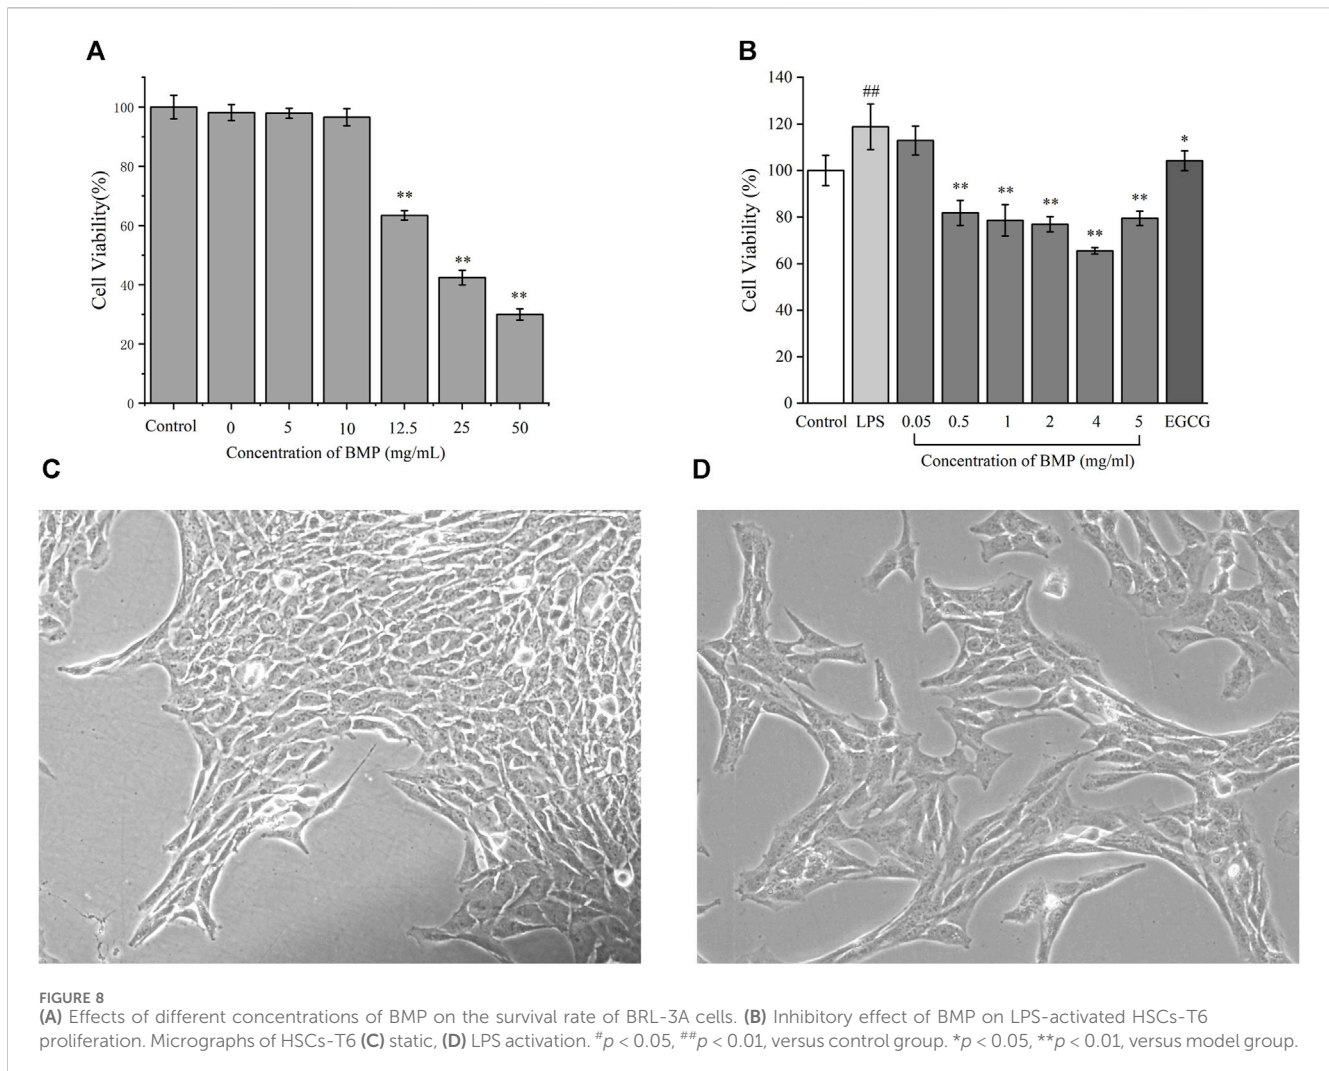 A
Cell Viability(%)
100
80
60
40
20
0
**
**
**
Control 0 5 10 12.5 25 50
Concentration of BMP (mg/mL)
B
Cell Viability (%)
140
120
100
80
60
40
20
0
##
**
**
**
**
**
*
Control LPS 0.05 0.5 1 2 4 5 EGCG
Concentration of BMP (mg/ml)
C
D
FIGURE 8
(A) Effects of different concentrations of BMP on the survival rate of BRL-3A cells. (B) Inhibitory effect of BMP on LPS-activated HSCs-T6
proliferation. Micrographs of HSCs-T6 (C) static, (D) LPS activation. #p < 0.05, ##p < 0.01, versus control group. *p < 0.05, **p < 0.01, versus model group.